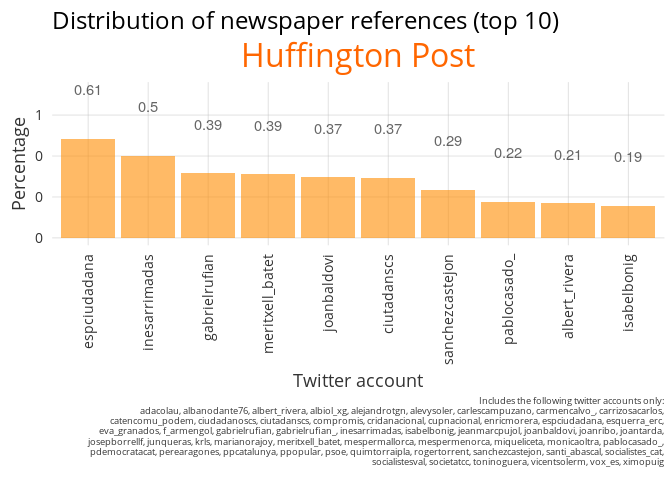 Distribution of newspaper references (top 10)
Huffington Post
0.61
0.5
0.39
0.39
0.37
0.37
0.29
0.22
0.21
0.19
Percentage
1
0
0
0
espciudadana
inesarrimadas
gabrielrufian
meritxell_batet
joanbaldovi
ciutadanscs
sanchezcastejon
pablocasado_
albert_rivera
isabelbonig
Twitter account
Includes the following twitter accounts only:
adacolau, albanodante76, albert_rivera, albiol_xg, alejandrotgn, alevysoler, carlescampuzano, carmencalvo_, carrizosacarlos,
catencomu_podem, ciudadanoscs, ciutadanscs, compromis, cridanacional, cupnacional, enricmorera, espciudadana, esquerra_erc,
eva_granados, f_armengol, gabrielrufian, gabrielrufian_, inesarrimadas, isabelbonig, jeanmarcpujol, joanbaldovi, joanribo, joantarda,
josepborrellf, junqueras, krls, marianorajoy, meritxell_batet, mespermallorca, mespermenorca, miqueliceta, monicaoltra, pablocasado_,
pdemocratacat, perearagones, ppcatalunya, ppopular, psoe, quimtorraipla, rogertorrent, sanchezcastejon, santi_abascal, socialistes_cat,
socialistesval, societatcc, toninoguera, vicentsolerm, vox_es, ximopuig